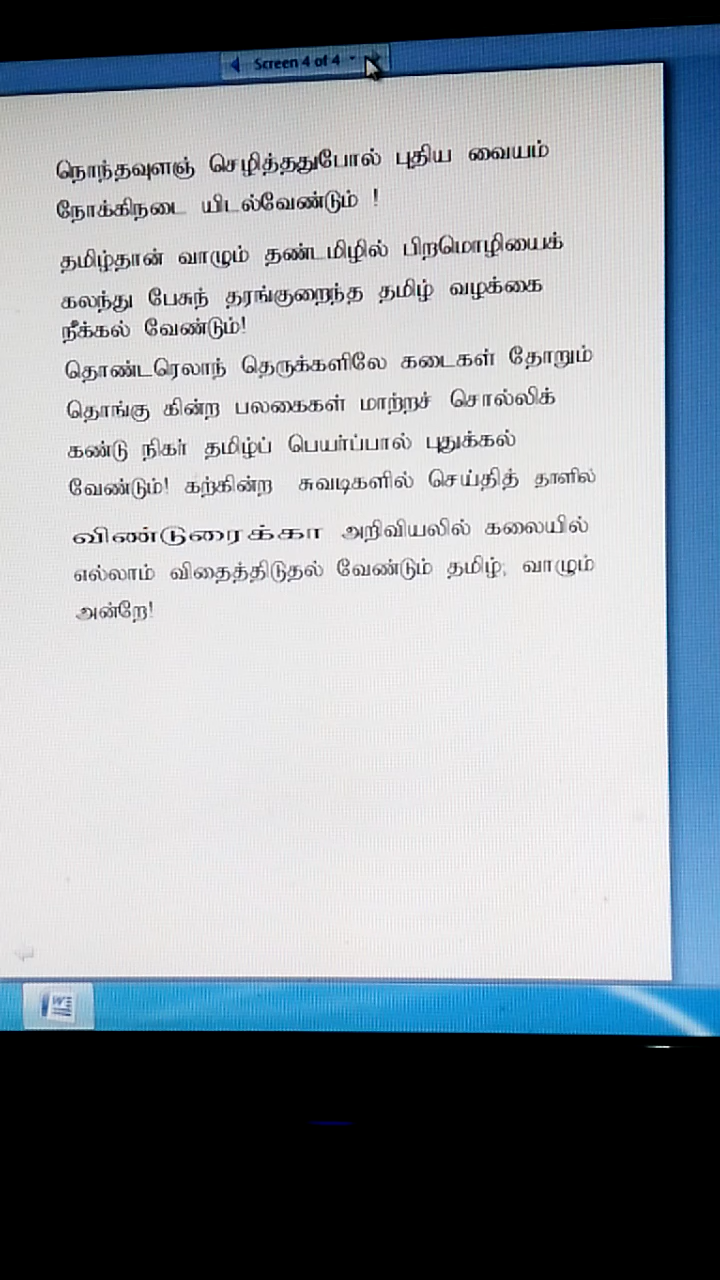 Screen 4 of 4
நொந்தவுளஞ் செழித்ததுபோல் புதிய வையம்
நோக்கிநடை யிடல்வேண்டும் !
தமிழ்தான் வாழும் தண்டமிழில் பிறமொழியைக்
கலந்து பேசுந் தரங்குறைந்த தமிழ் வழக்கை
நீக்கல் வேண்டும்!
தொண்டரெலாந் தெருக்களிலே கடைகள் தோறும்
தொங்கு கின்ற பலகைகள் மாற்றச் சொல்லிக்
கண்டு நிகர் தமிழ்ப் பெயர்ப்பால் புதுக்கல்
வேண்டும்! கற்கின்ற சுவடிகளில் செய்தித் தாளில்
விண்டுரைக்கா அறிவியலில் கலையில்
எல்லாம் விதைத்திடுதல் வேண்டும் தமிழ்; வாழும்
அன்றே!